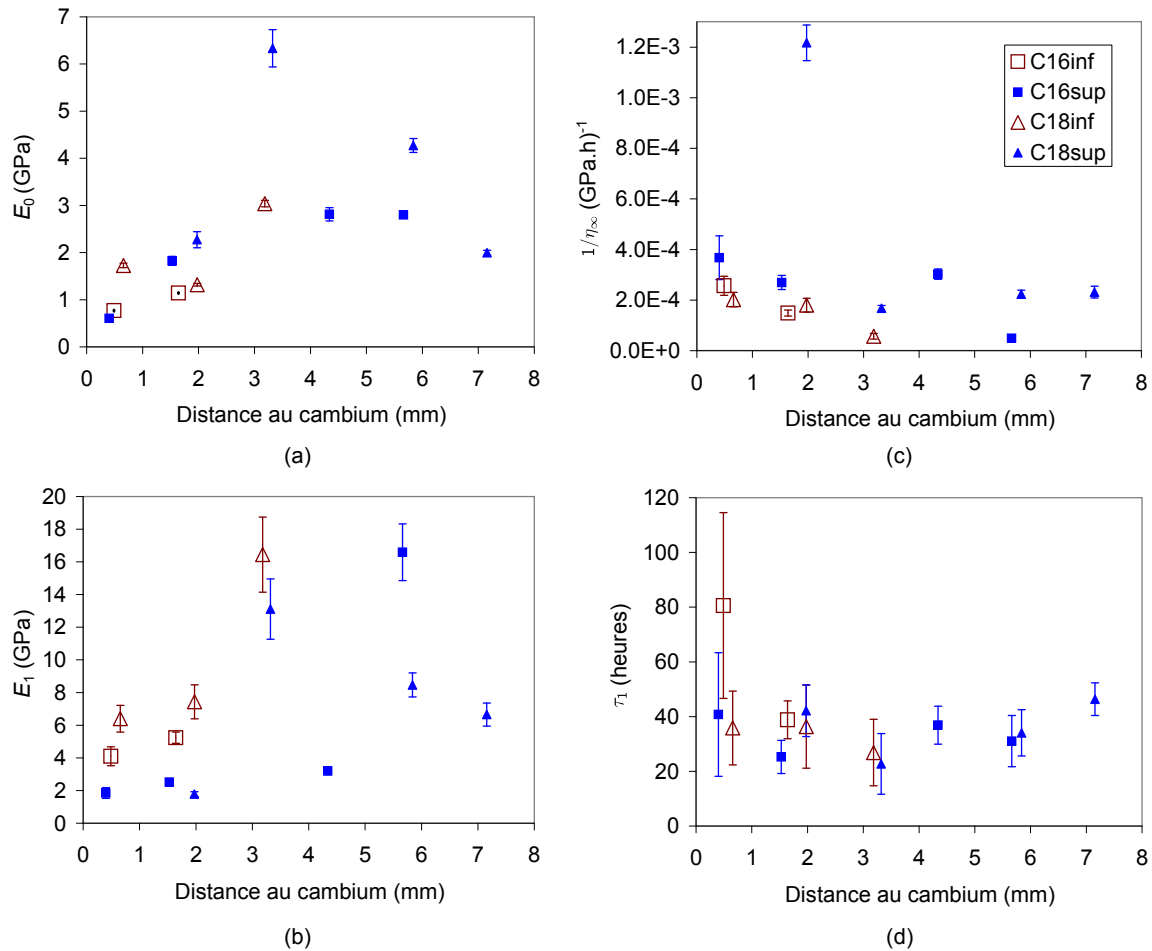 7
6
5
4
3
2
1
0
E₀ (GPa)
0 1 2 3 4 5 6 7 8
Distance au cambium (mm)
(a)
1.2E-3
1.0E-3
8.0E-4
6.0E-4
4.0E-4
2.0E-4
0.0E+0
1/η∞ (GPa.h)⁻¹
C16inf
C16sup
C18inf
C18sup
0 1 2 3 4 5 6 7 8
Distance au cambium (mm)
(c)
20
18
16
14
12
10
8
6
4
2
0
E₁ (GPa)
0 1 2 3 4 5 6 7 8
Distance au cambium (mm)
(b)
120
100
80
60
40
20
0
τ₁ (heures)
0 1 2 3 4 5 6 7 8
Distance au cambium (mm)
(d)